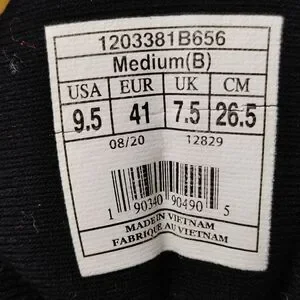 1203381B656
Medium(B)
USA EUR UK CM
9.5 41 7.5 26.5
08/20 12829
1 90340 90490 5
MADE IN VIETNAM
FABRIQUE AU VIETNAM